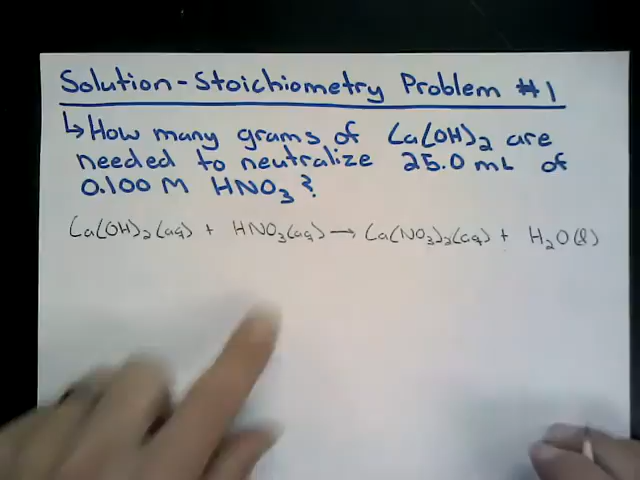 Solution-Stoichiometry Problem #1
↳How many grams of Ca(OH)₂ are
needed to neutralize 25.0 mL of
0.100 M HNO₃?
Ca(OH)₂(aq) + HNO₃(aq) → Ca(NO₃)₂(aq) + H₂O(l)